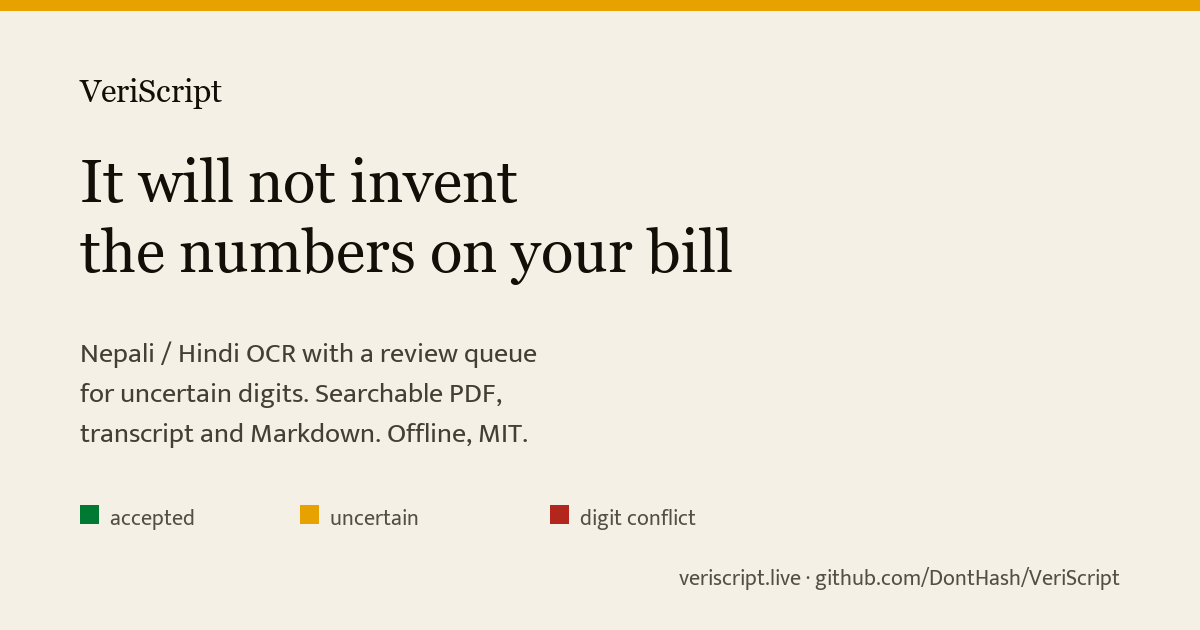 VeriScript
It will not invent
the numbers on your bill
Nepali / Hindi OCR with a review queue
for uncertain digits. Searchable PDF,
transcript and Markdown. Offline, MIT.
accepted uncertain digit conflict
veriscript.live · github.com/DontHash/VeriScript